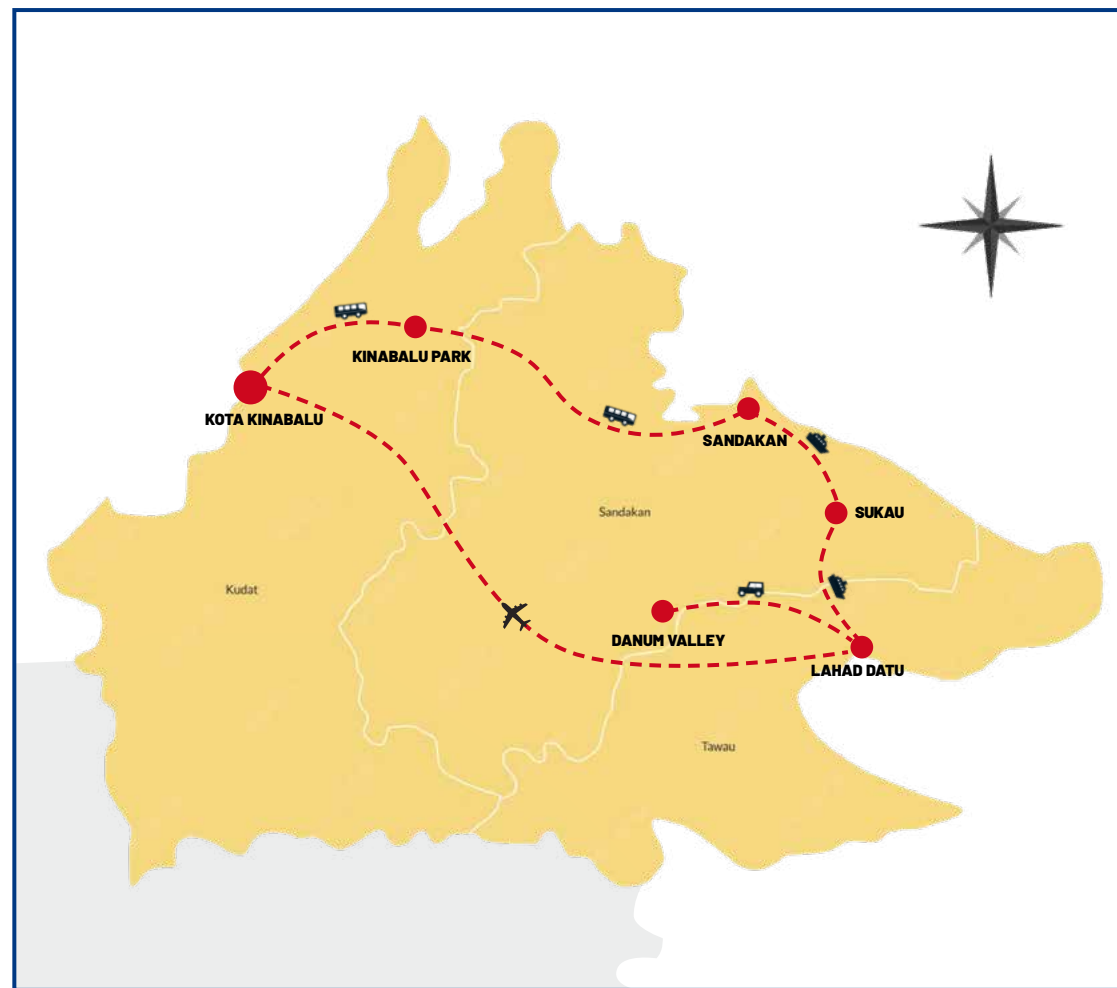 KINABALU PARK
KOTA KINABALU
SANDAKAN
Sandakan
SUKAU
Kudat
DANUM VALLEY
LAHAD DATU
Tawau